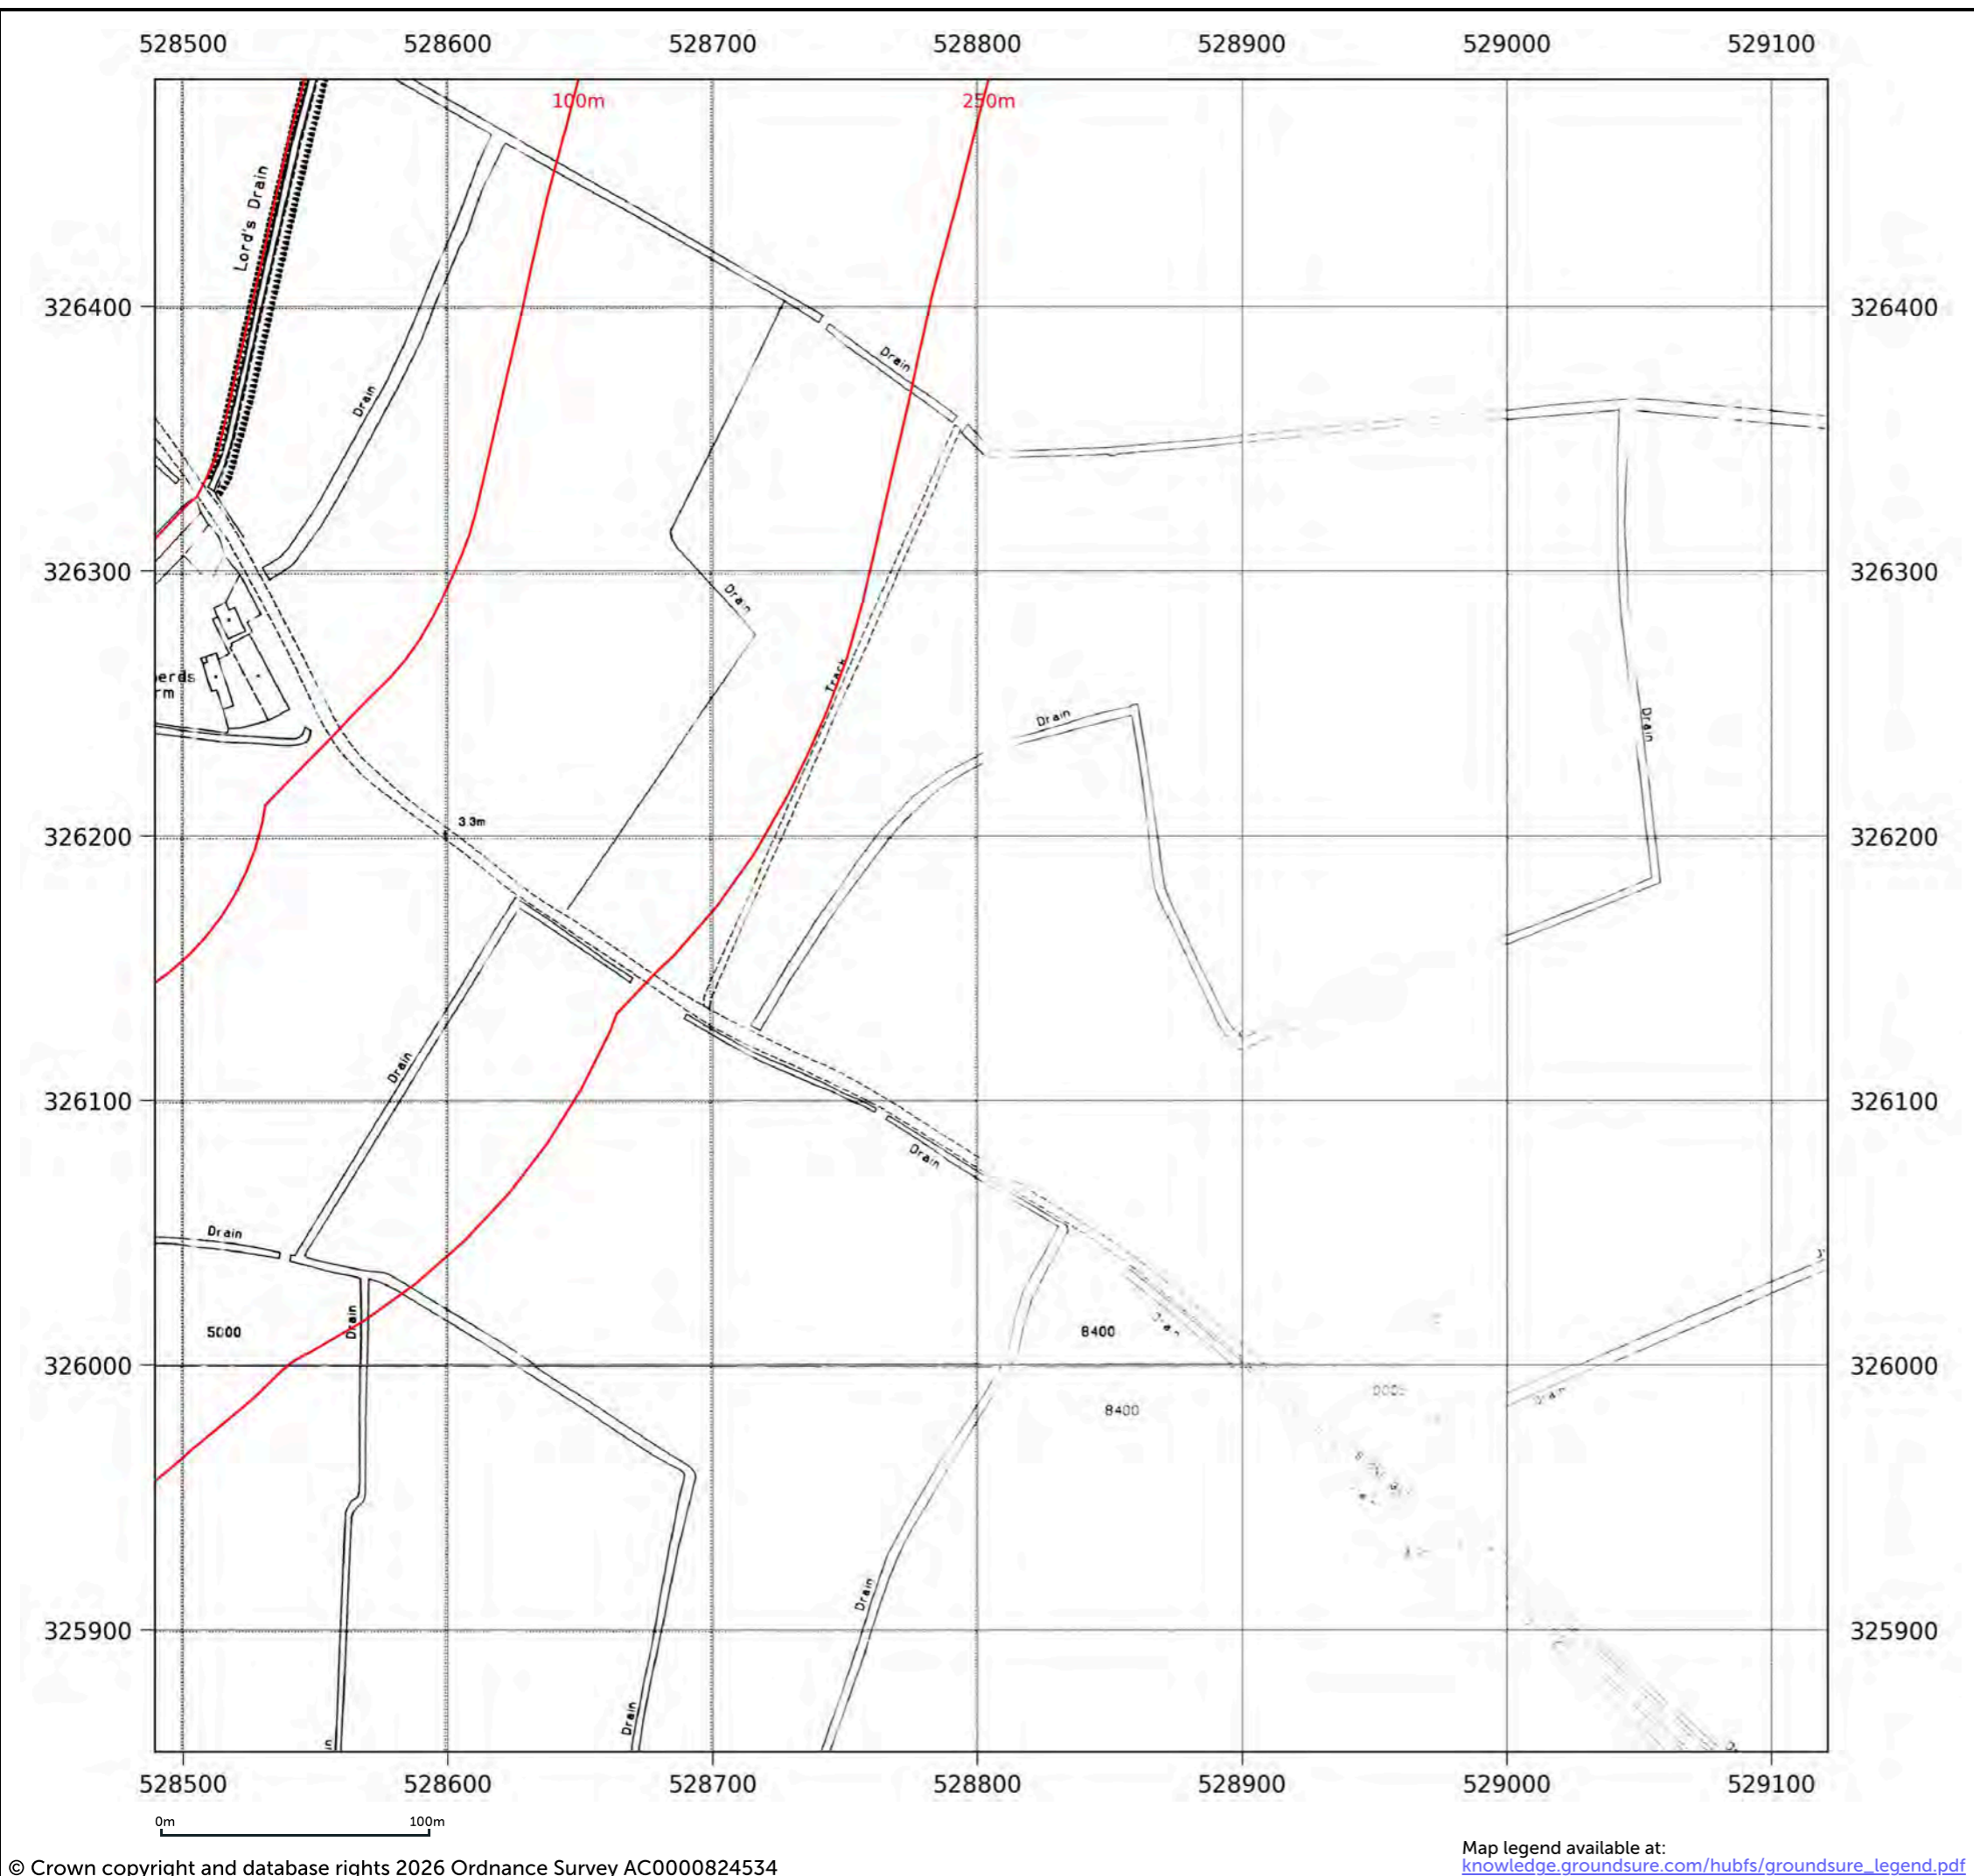 528500 528600 528700 528800 528900 529000 529100
100m 250m
Lord's Drain
326400 326400
Drain
Drain
326300 326300
Drain
Track
erds
rm
Drain
Drain
3.3m
326200 326200
Drain
326100 326100
Drain
Drain
Drain
5000
8400
326000 326000
8400
Drain
325900 325900
Drain
528500 528600 528700 528800 528900 529000 529100
0m 100m
Map legend available at:
© Crown copyright and database rights 2026 Ordnance Survey AC0000824534
knowledge.groundsure.com/hubfs/groundsure_legend.pdf